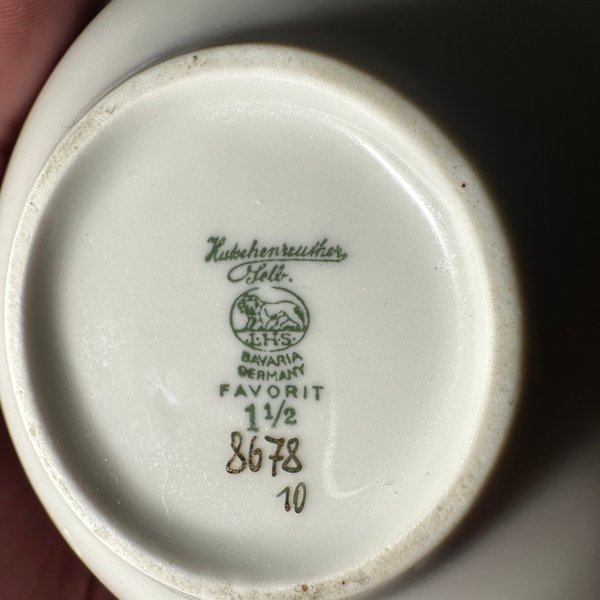 Hutschenreuther
Selb.
L.H.S.
BAVARIA
GERMANY
FAVORIT
1 1/2
8678
10